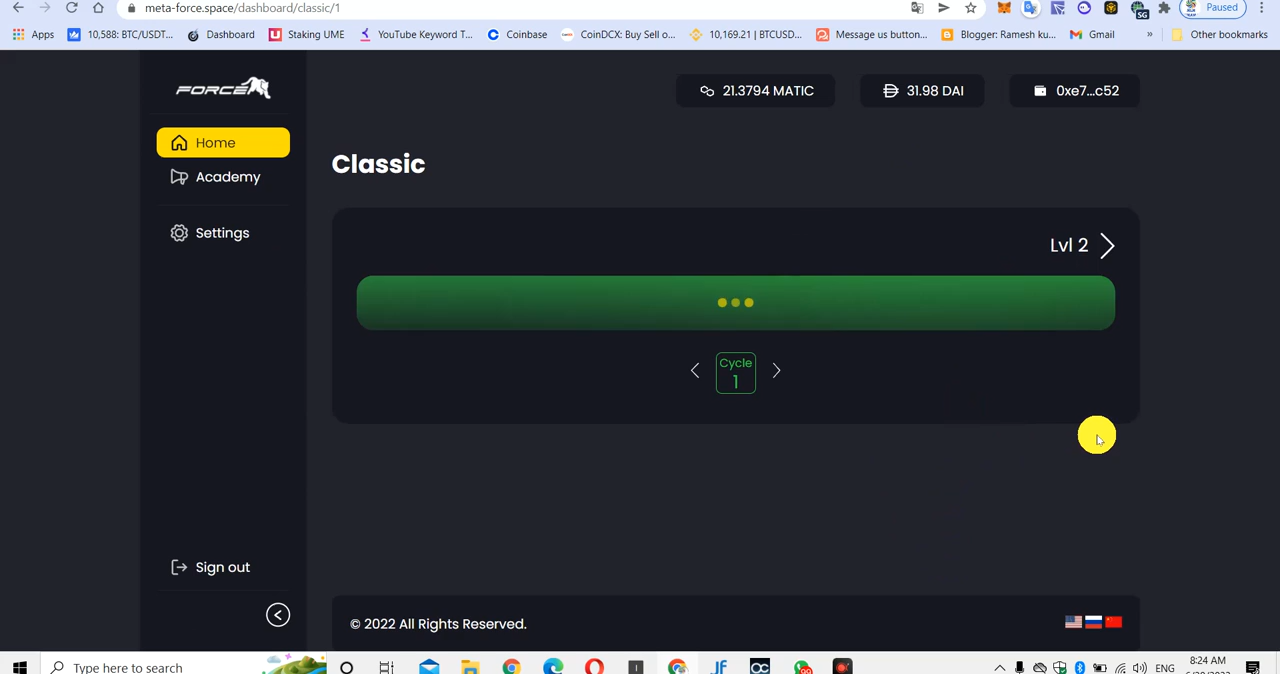 meta-force.space/dashboard/classic/1
Paused
Apps
10,588: BTC/USDT...
Dashboard
Staking UME
YouTube Keyword T...
Coinbase
CoinDCX: Buy Sell o...
10,169.21 | BTCUSD...
Message us button...
Blogger: Ramesh ku...
Gmail
»
Other bookmarks
SG
FORCE
21.3794 MATIC
31.98 DAI
0xe7...c52
Home
Academy
Settings
Classic
Lvl 2
Cycle
1
Sign out
© 2022 All Rights Reserved.
Type here to search
ENG
8:24 AM